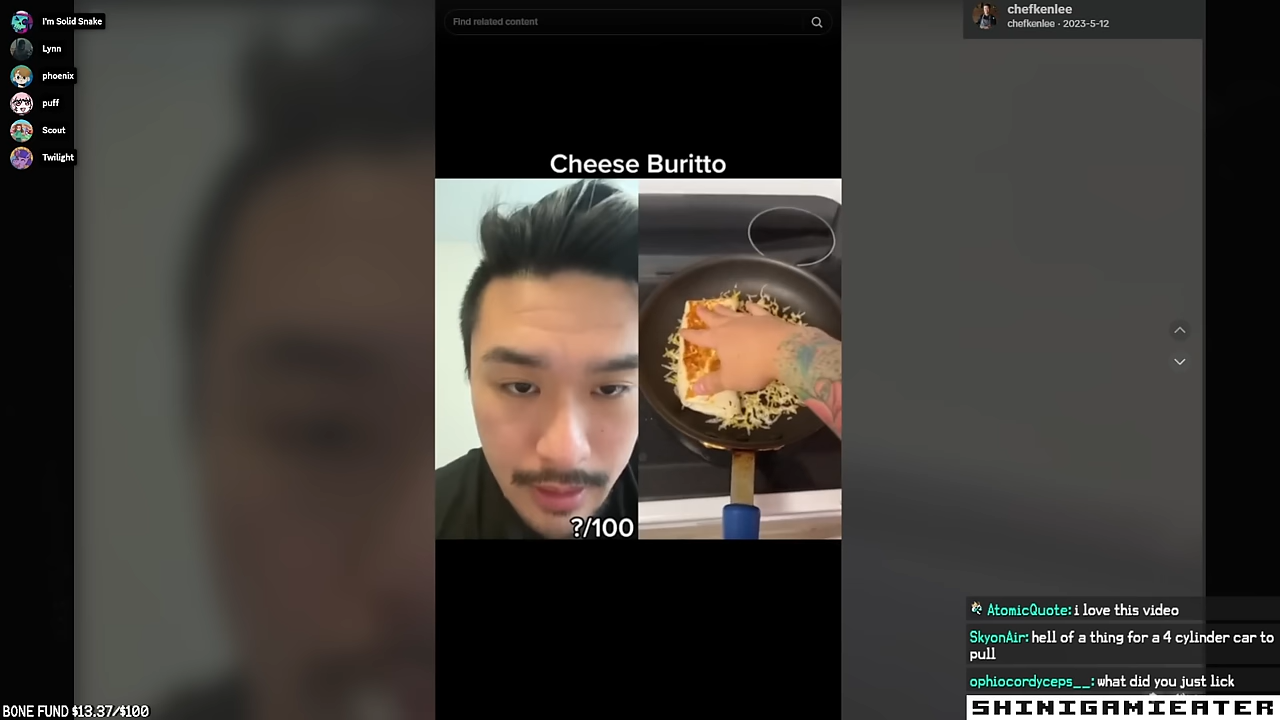 I'm Solid Snake
Lynn
phoenix
puff
Scout
Twilight
Find related content
chefkenlee
chefkenlee · 2023-5-12
Cheese Buritto
?/100
AtomicQuote: i love this video
SkyonAir: hell of a thing for a 4 cylinder car to
pull
ophiocordyceps__: what did you just lick
SHINIGAMIEATER
BONE FUND $13.37/$100